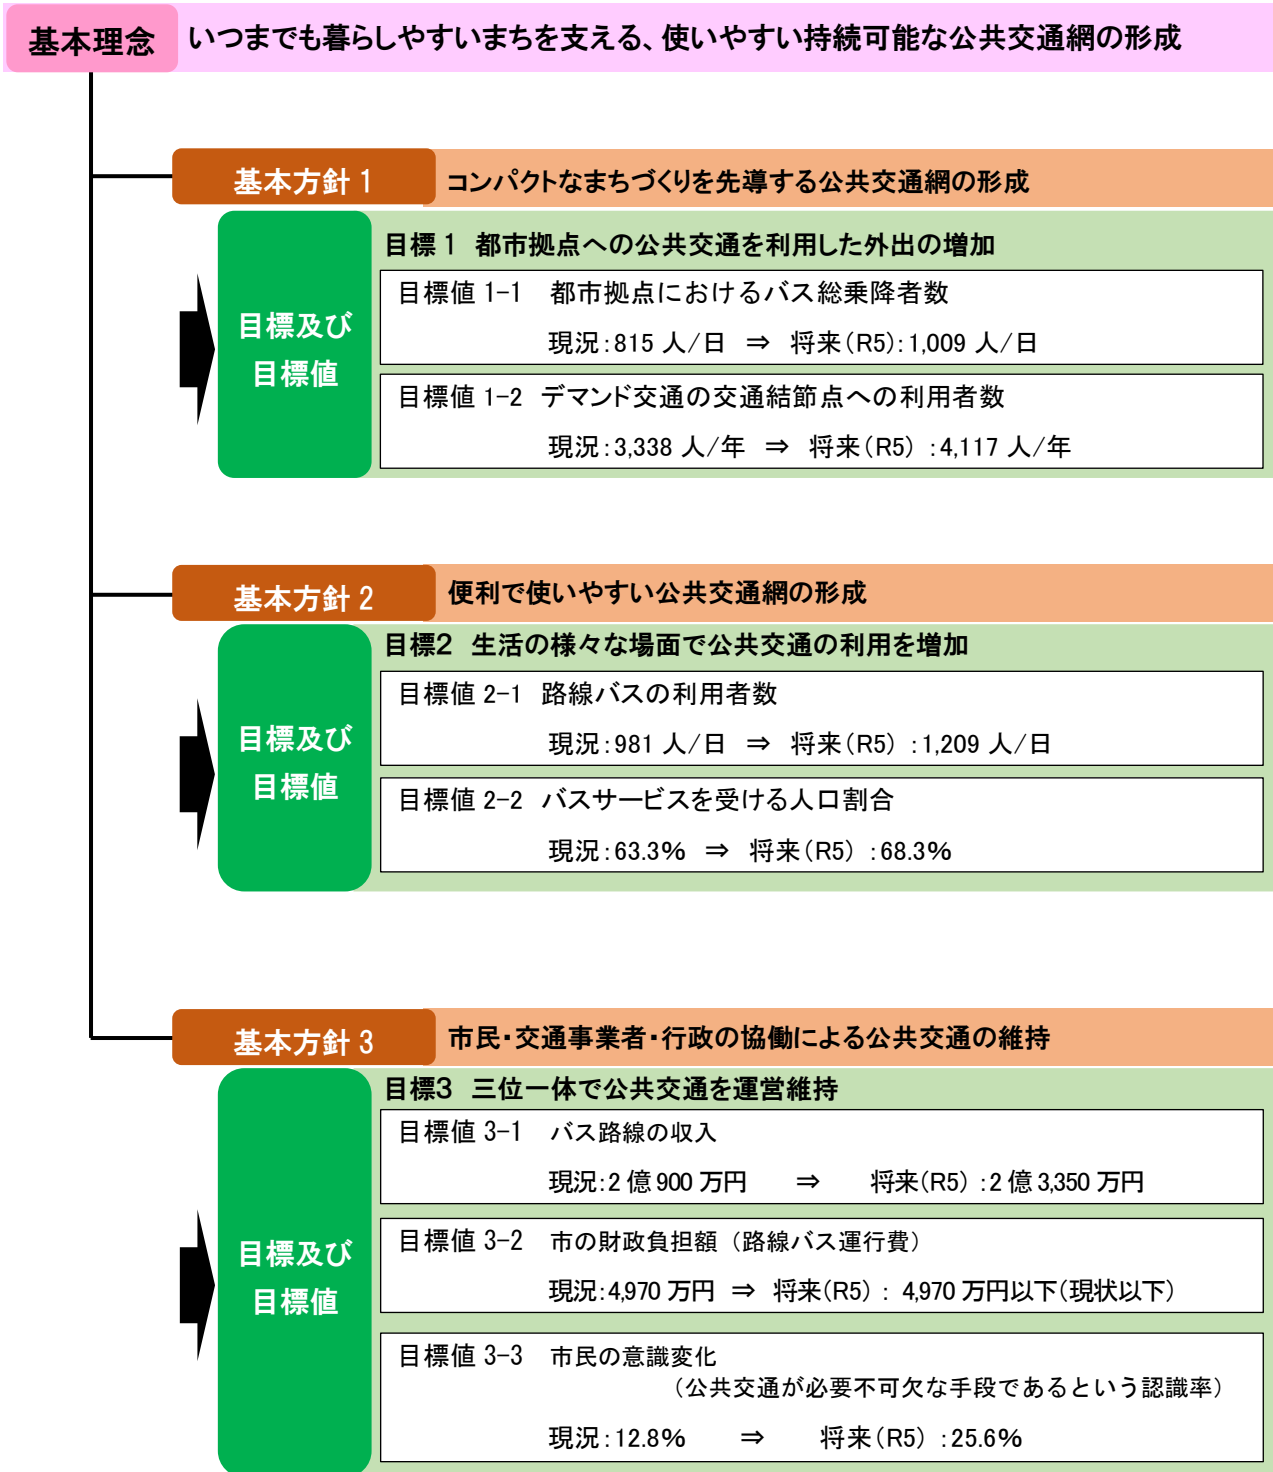 基本理念 いつまでも暮らしやすいまちを支える、使いやすい持続可能な公共交通網の形成
基本方針 1 コンパクトなまちづくりを先導する公共交通網の形成
目標及び
目標値
目標 1 都市拠点への公共交通を利用した外出の増加
目標値 1-1 都市拠点におけるバス総乗降者数
現況:815 人/日 ⇒ 将来(R5):1,009 人/日
目標値 1-2 デマンド交通の交通結節点への利用者数
現況:3,338 人/年 ⇒ 将来(R5) :4,117 人/年
基本方針 2 便利で使いやすい公共交通網の形成
目標及び
目標値
目標2 生活の様々な場面で公共交通の利用を増加
目標値 2-1 路線バスの利用者数
現況:981 人/日 ⇒ 将来(R5) :1,209 人/日
目標値 2-2 バスサービスを受ける人口割合
現況:63.3% ⇒ 将来(R5) :68.3%
基本方針 3 市民・交通事業者・行政の協働による公共交通の維持
目標及び
目標値
目標3 三位一体で公共交通を運営維持
目標値 3-1 バス路線の収入
現況:2 億 900 万円 ⇒ 将来(R5) :2 億 3,350 万円
目標値 3-2 市の財政負担額（路線バス運行費）
現況:4,970 万円 ⇒ 将来(R5) : 4,970 万円以下(現状以下)
目標値 3-3 市民の意識変化
（公共交通が必要不可欠な手段であるという認識率）
現況:12.8% ⇒ 将来(R5) :25.6%